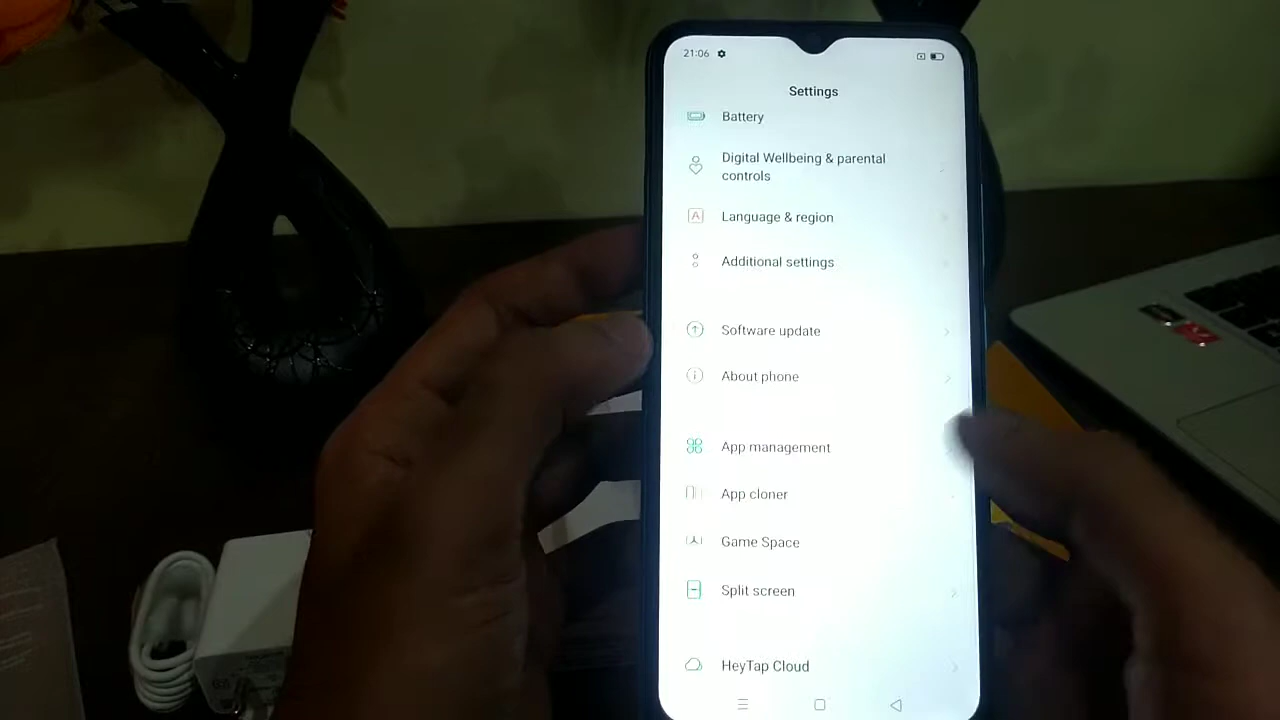 21:06
Settings
Battery
Digital Wellbeing & parental
controls
A
Language & region
Additional settings
Software update
About phone
App management
App cloner
Game Space
Split screen
HeyTap Cloud